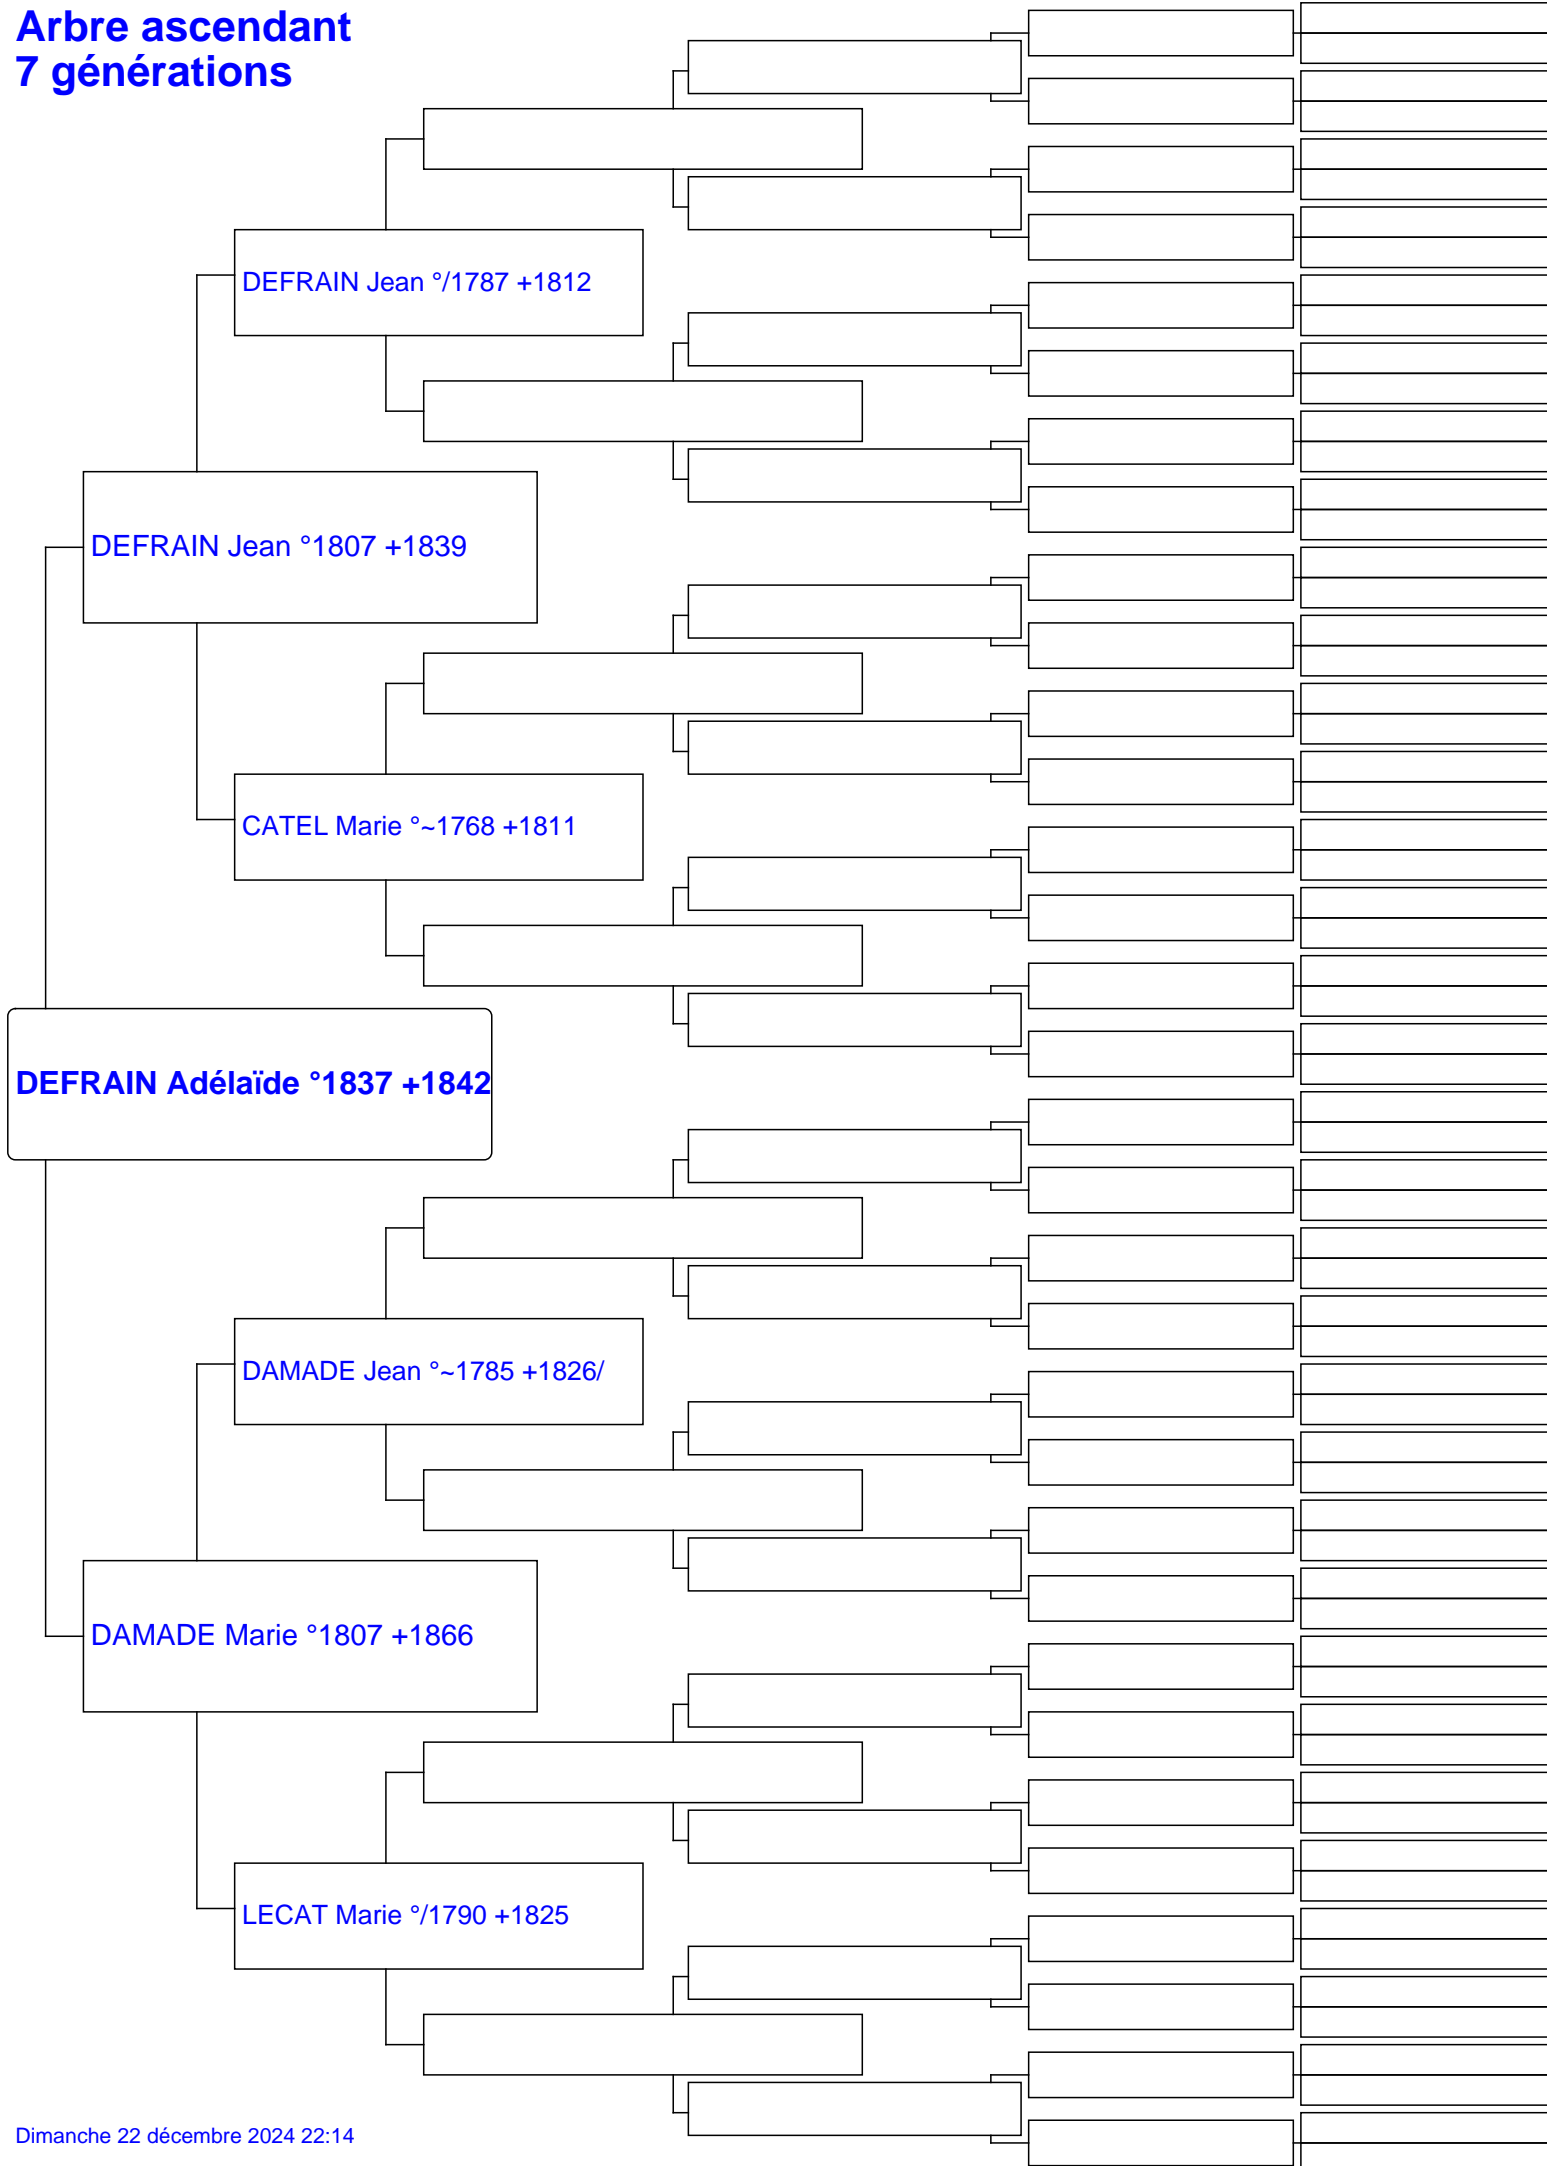 Arbre ascendant
7 générations
DEFRAIN Jean °/1787 +1812
DEFRAIN Jean °1807 +1839
CATEL Marie °~1768 +1811
DEFRAIN Adélaïde °1837 +1842
DAMADE Jean °~1785 +1826/
DAMADE Marie °1807 +1866
LECAT Marie °/1790 +1825
Dimanche 22 décembre 2024 22:14